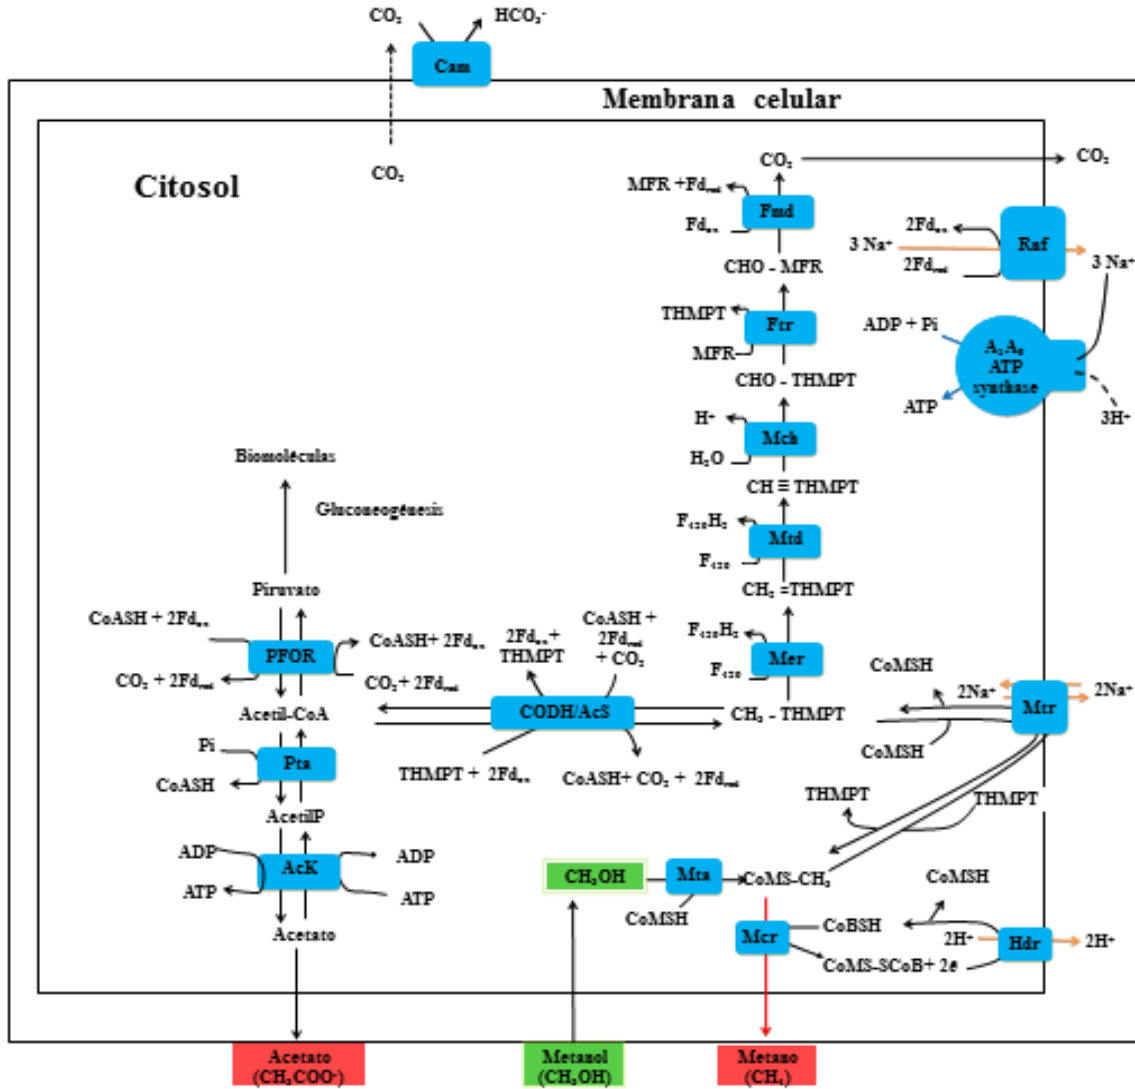 CO₂ HCO₃⁻
Cam
Membrana celular
CO₂
Citosol
CO₂ CO₂
MFR +Fdᵣₑd
Fmd
Fdₒₓ
CHO - MFR
2Fdₒₓ
Rnf
3 Na⁺
3 Na⁺
2Fdᵣₑd
THMPT
Ftr
MFR
CHO - THMPT
ADP + Pi
A₁A₀
ATP
synthase
ATP
3H⁺
H⁺
Mch
H₂O
CH ≡ THMPT
Biomoléculas
Gluconeogénesis
F₄₂₀H₂
Mtd
F₄₂₀
CH₂ =THMPT
Piruvato
CoASH + 2Fdₒₓ
PFOR
CoASH+ 2Fdₒₓ
CO₂ + 2Fdᵣₑd
CO₂+ 2Fdᵣₑd
2Fdₒₓ+
THMPT
CoASH +
2Fdᵣₑd
+ CO₂
F₄₂₀H₂
Mer
F₄₂₀
CoMSH
2Na⁺
Mtr
2Na⁺
Acetil-CoA
CODH/AcS
CH₃ - THMPT
CoMSH
Pi
Pta
CoASH
THMPT + 2Fdₒₓ
CoASH+ CO₂ + 2Fdᵣₑd
THMPT
THMPT
AcetilP
ADP
AcK
ADP
ATP
ATP
Acetato
CH₃OH
Mta
CoMS-CH₃
CoMSH
CoMSH
Mcr
CoBSH
2H⁺
Hdr
2H⁺
CoMS-SCoB+ 2ē
Acetato
(CH₃COO⁻)
Metanol
(CH₃OH)
Metano
(CH₄)